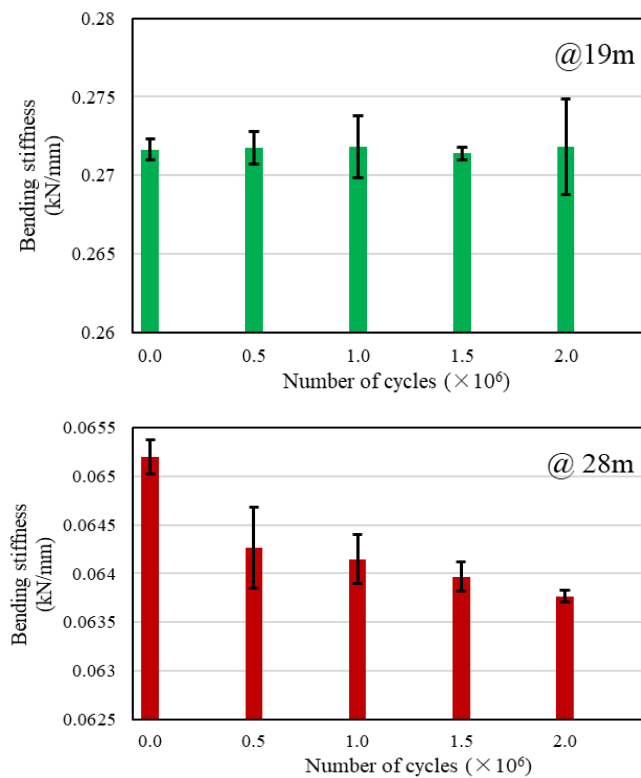 0.28
@19m
0.275
0.27
0.265
0.26
Bending stiffness
(kN/mm)
0.0 0.5 1.0 1.5 2.0
Number of cycles (×10⁶)
0.0655
@ 28m
0.065
0.0645
0.064
0.0635
0.063
0.0625
Bending stiffness
(kN/mm)
0.0 0.5 1.0 1.5 2.0
Number of cycles (×10⁶)